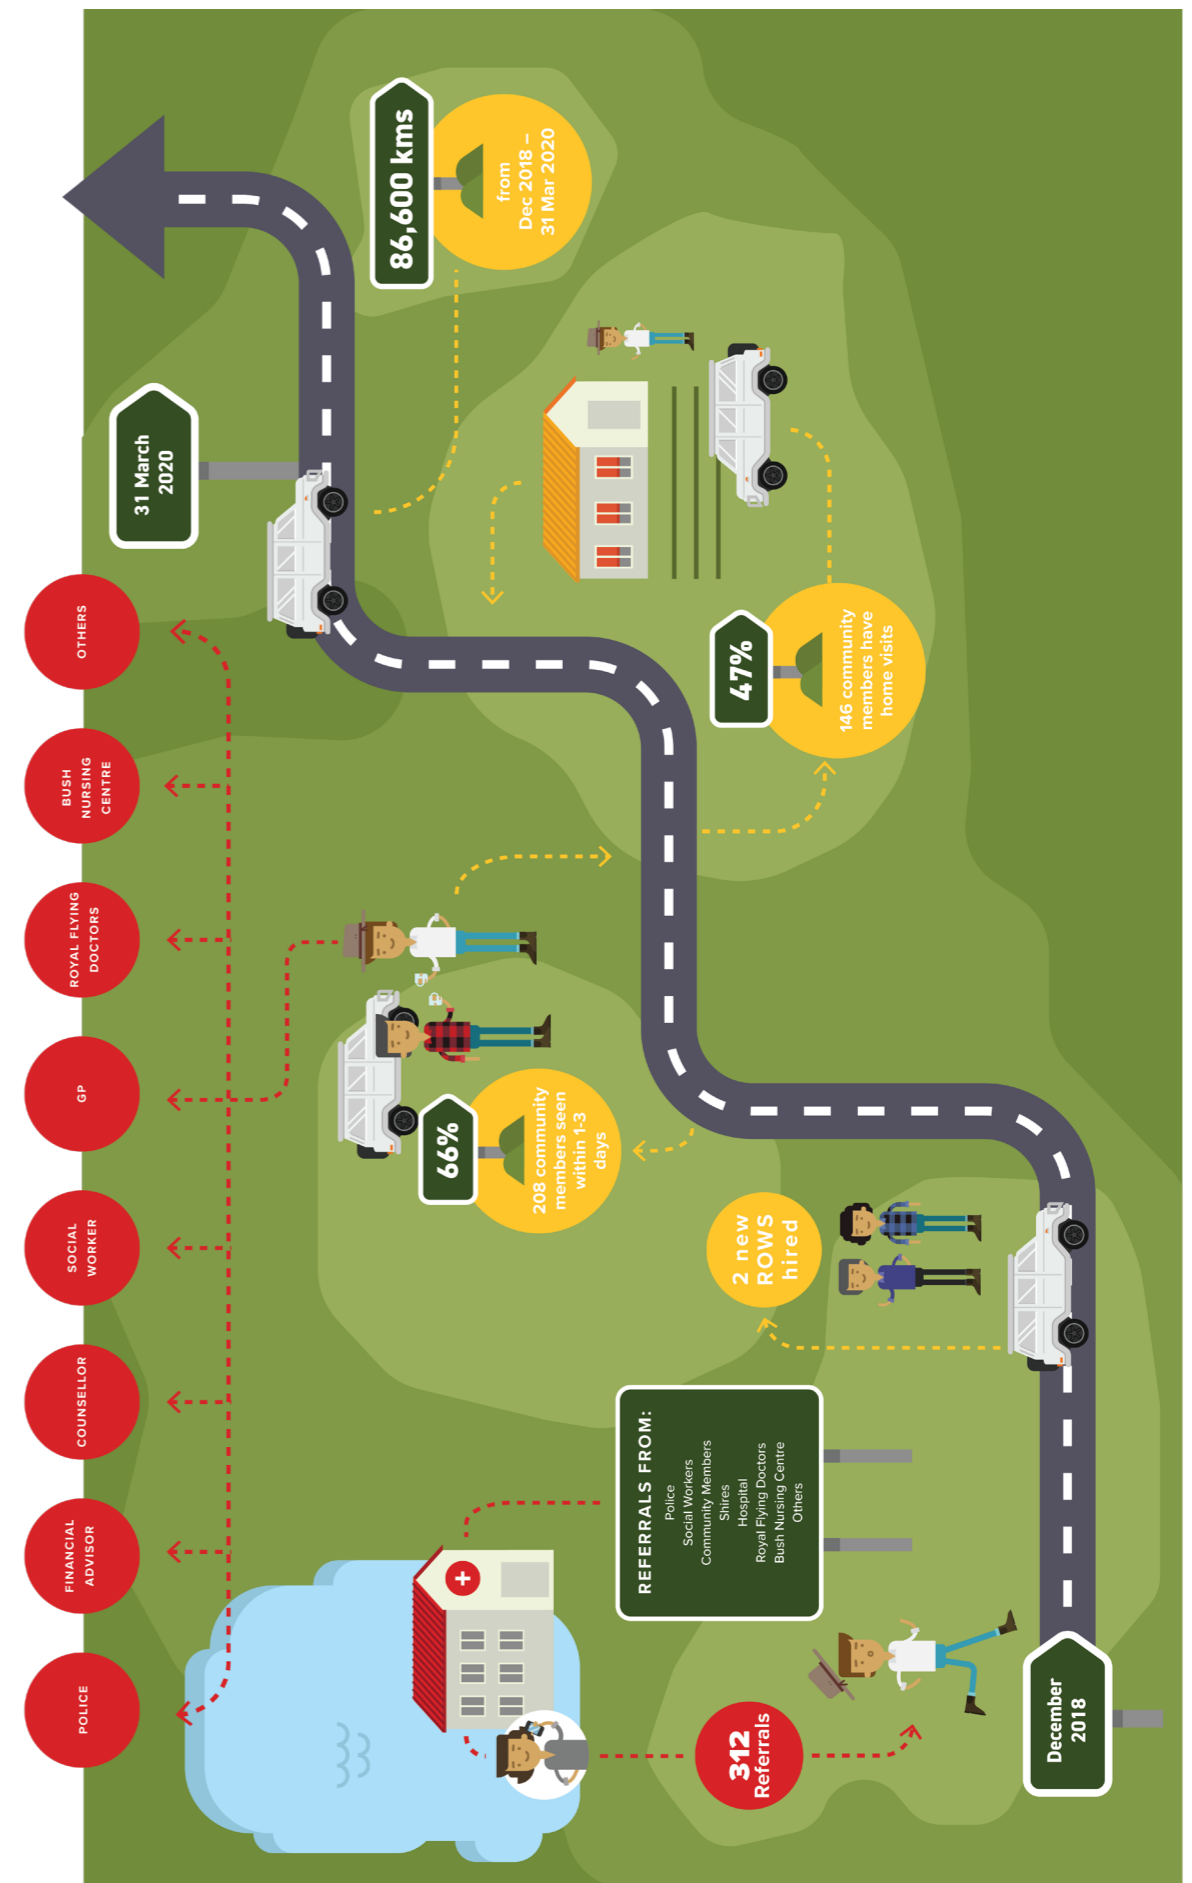 POLICE
FINANCIAL
ADVISOR
COUNSELLOR
SOCIAL
WORKER
GP
ROYAL FLYING
DOCTORS
BUSH
NURSING
CENTRE
OTHERS
31 March
2020
86,600 kms
from
Dec 2018 –
31 Mar 2020
66%
208 community
members seen
within 1-3
days
REFERRALS FROM:
Police
Social Workers
Community Members
Shires
Hospital
Royal Flying Doctors
Bush Nursing Centre
Others
2 new
ROWS
hired
47%
146 community
members have
home visits
312
Referrals
December
2018